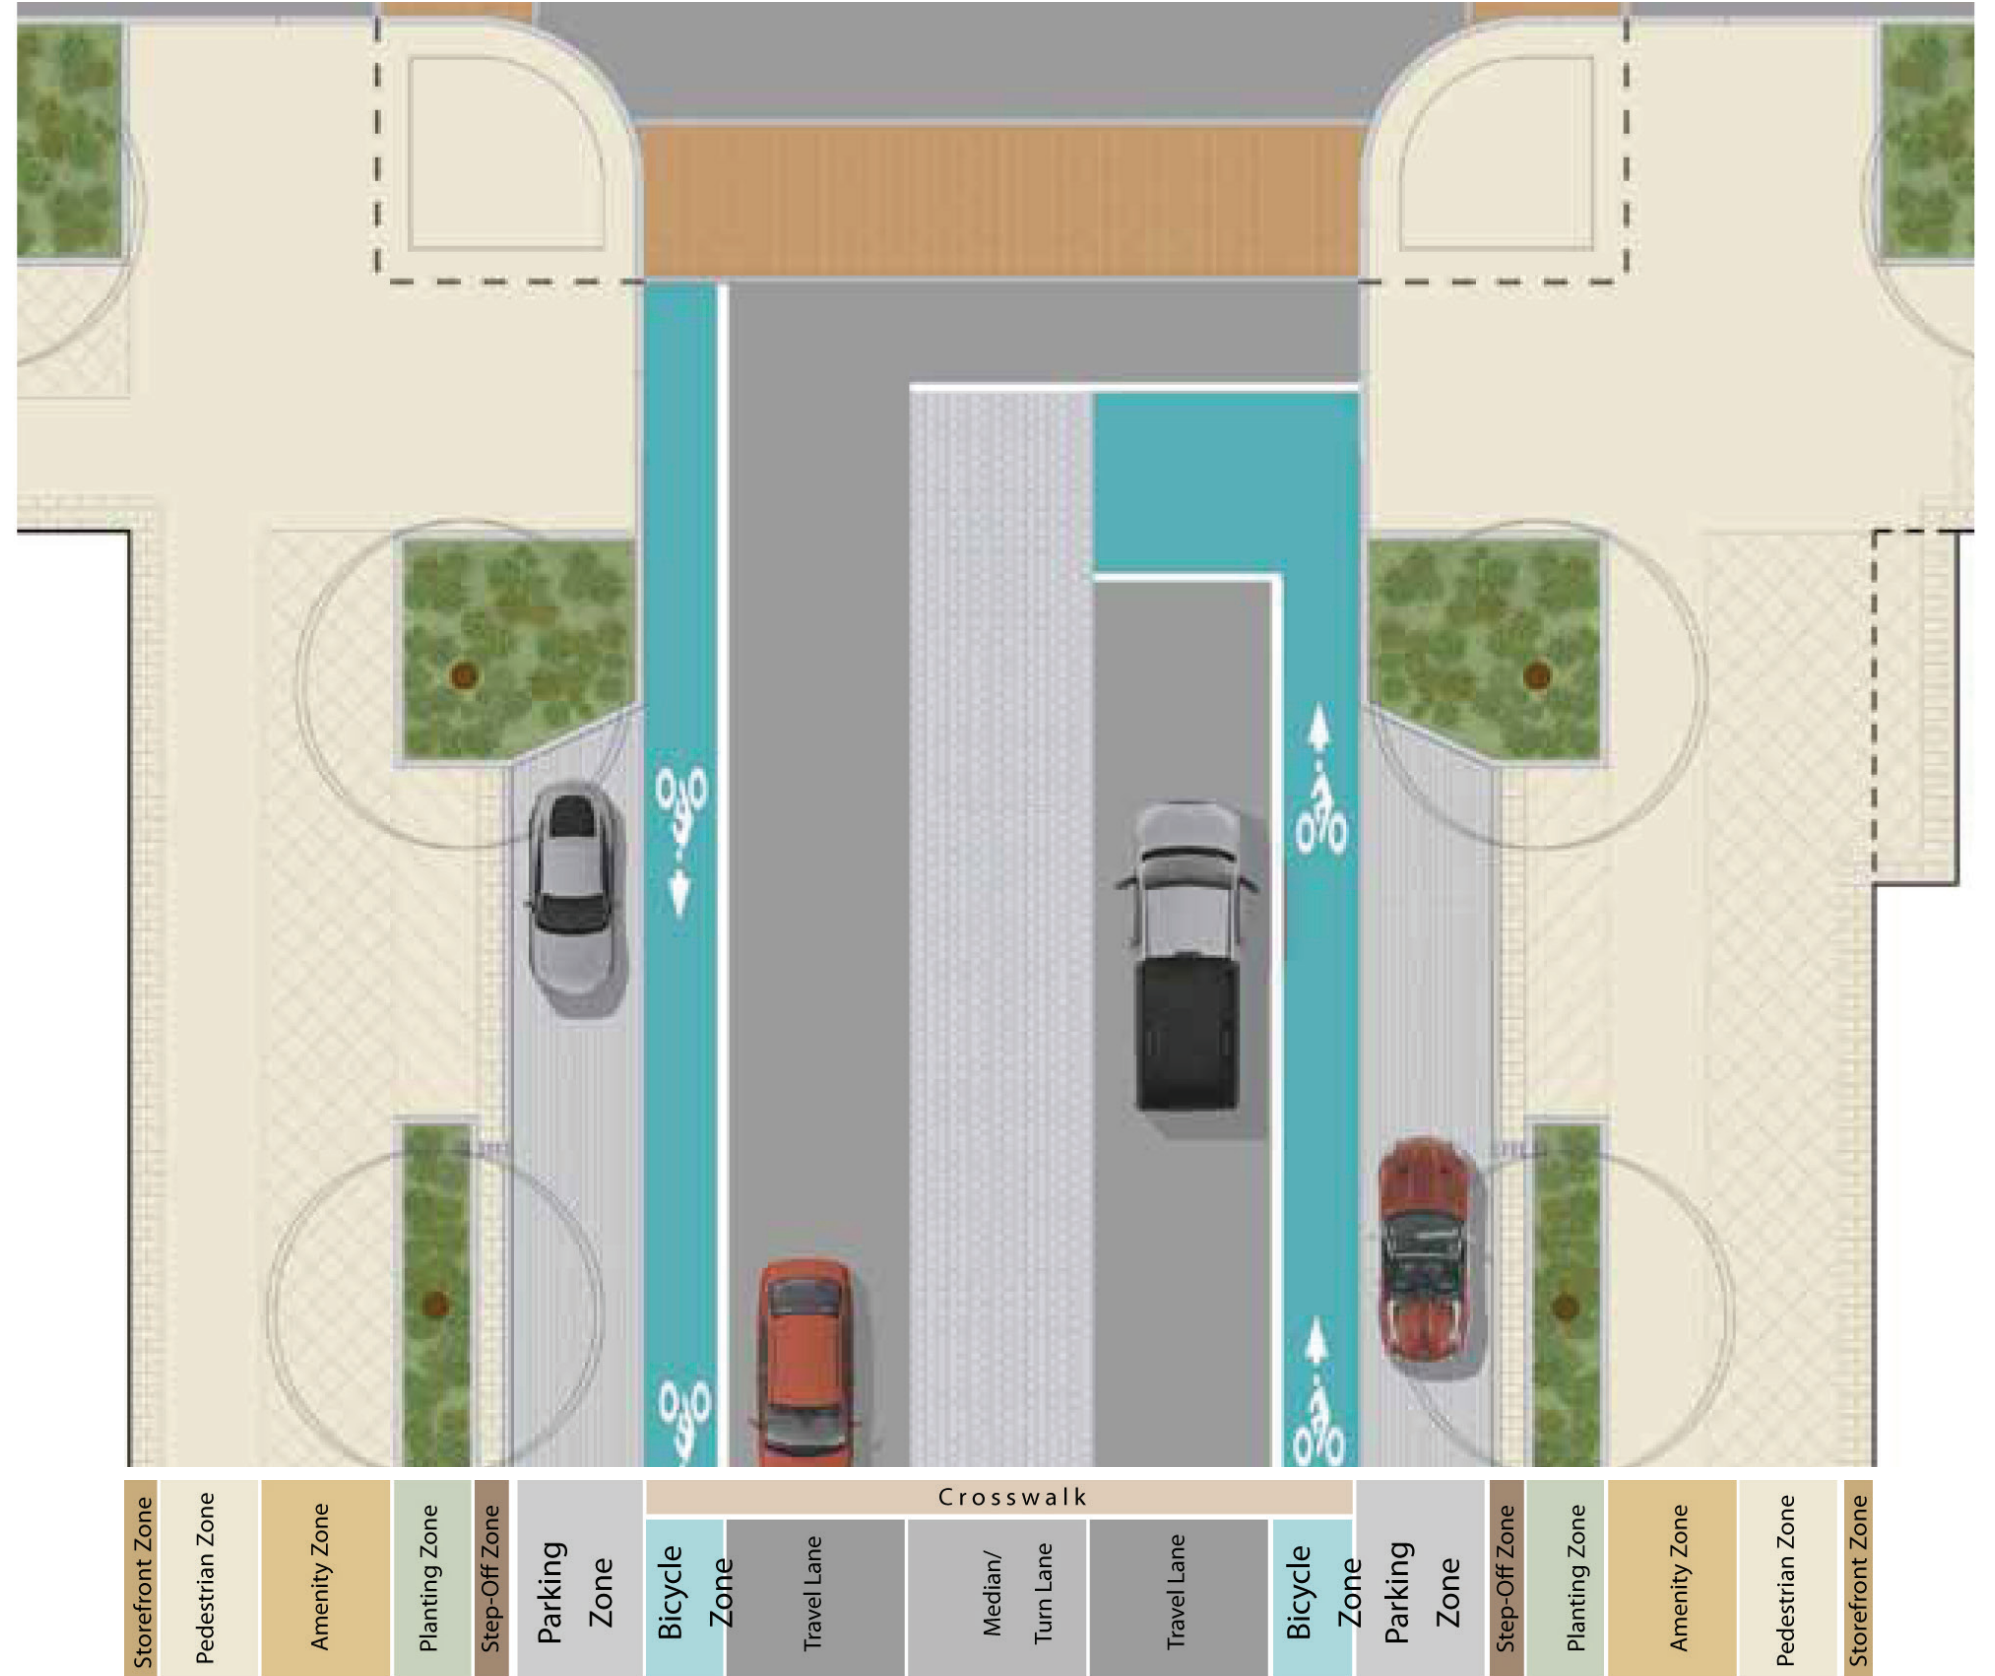 Crosswalk
Storefront Zone
Pedestrian Zone
Amenity Zone
Planting Zone
Step-Off Zone
Parking
Zone
Bicycle
Zone
Travel Lane
Median/
Turn Lane
Travel Lane
Bicycle
Zone
Parking
Zone
Step-Off Zone
Planting Zone
Amenity Zone
Pedestrian Zone
Storefront Zone